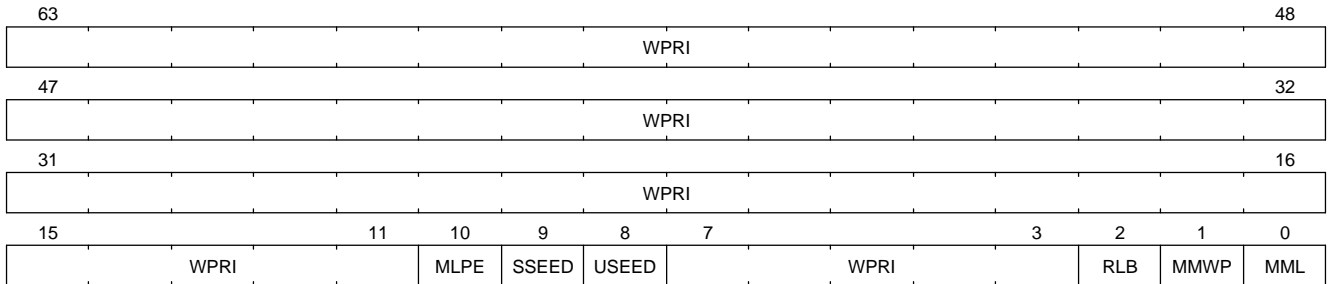 63 48
WPRI
47 32
WPRI
31 16
WPRI
15 11 10 9 8 7 3 2 1 0
WPRI MLPE SSEED USEED WPRI RLB MMWP MML